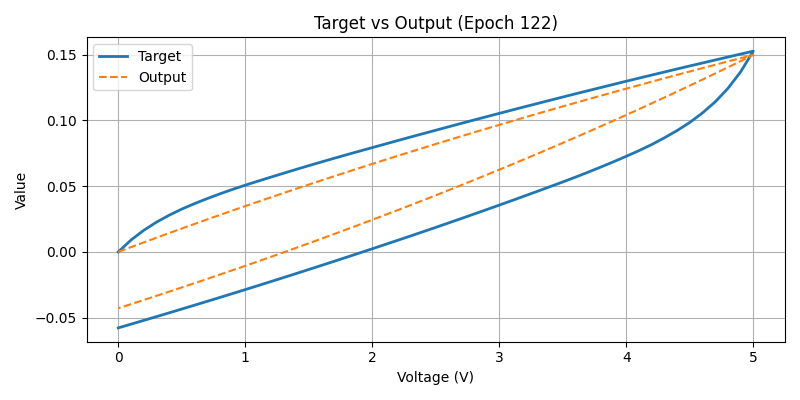 Target vs Output (Epoch 122)
Target
Output
Value
0.15
0.10
0.05
0.00
−0.05
0 1 2 3 4 5
Voltage (V)